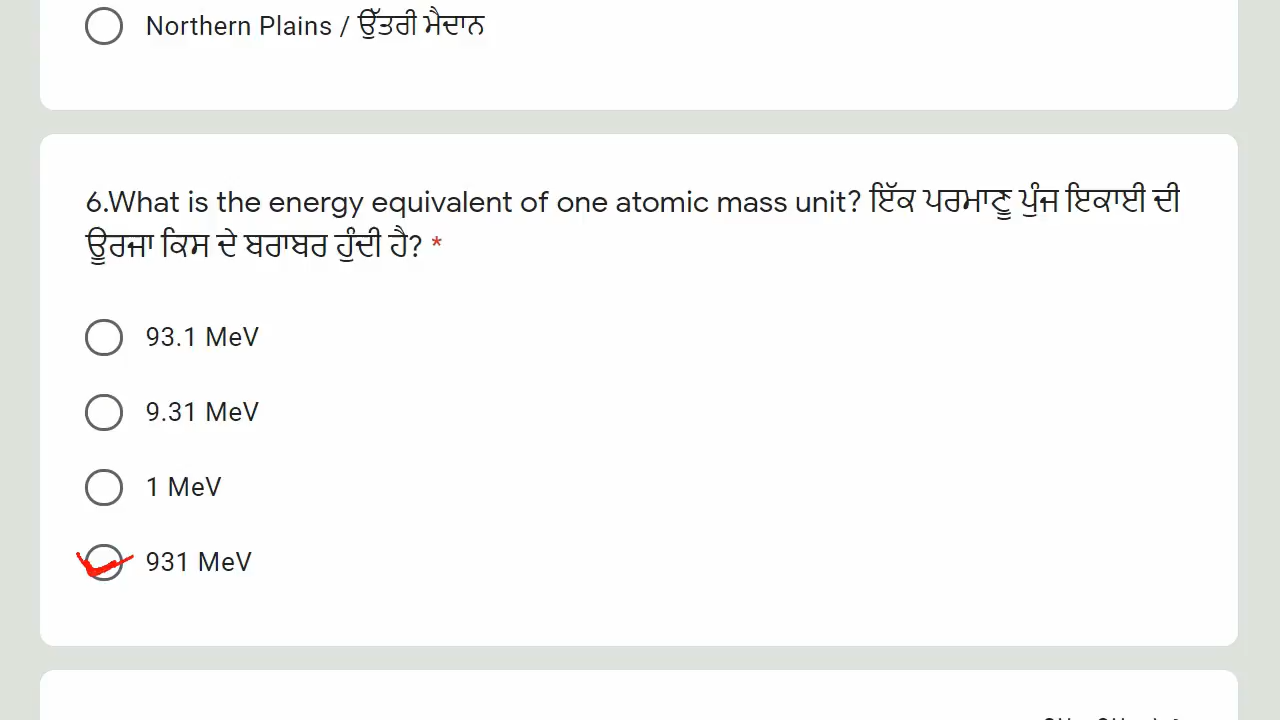 Northern Plains / ਉੱਤਰੀ ਮੈਦਾਨ
6.What is the energy equivalent of one atomic mass unit? ਇੱਕ ਪਰਮਾਣੂ ਪੁੰਜ ਇਕਾਈ ਦੀ
ਊਰਜਾ ਕਿਸ ਦੇ ਬਰਾਬਰ ਹੁੰਦੀ ਹੈ? *
93.1 MeV
9.31 MeV
1 MeV
931 MeV